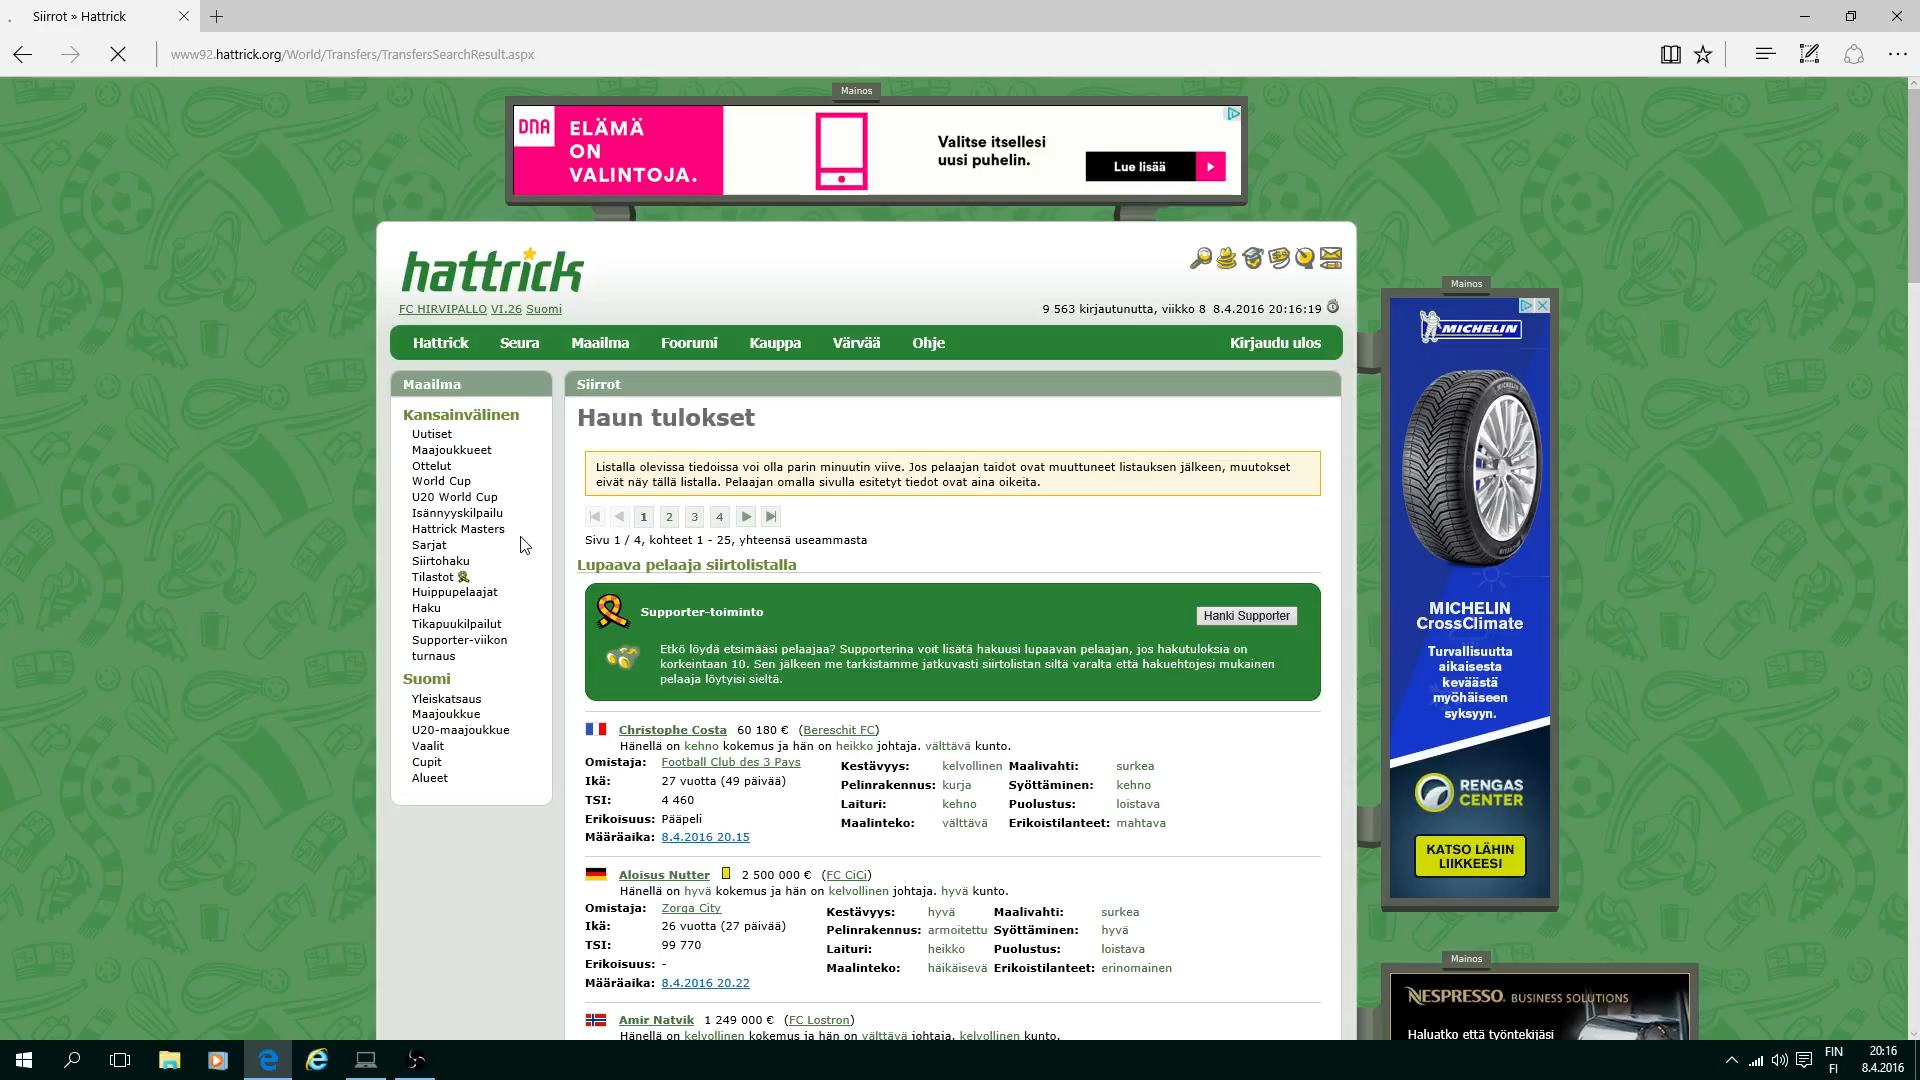 Siirrot » Hattrick
www92.hattrick.org/World/Transfers/TransfersSearchResult.aspx
Mainos
DNA
ELÄMÄ
ON
VALINTOJA.
Valitse itsellesi
uusi puhelin.
Lue lisää
hattrick
FC HIRVIPALLO VI.26 Suomi
9 563 kirjautunutta, viikko 8 8.4.2016 20:16:19
Hattrick Seura Maailma Foorumi Kauppa Värvää Ohje Kirjaudu ulos
Maailma
Kansainvälinen
Uutiset
Maajoukkueet
Ottelut
World Cup
U20 World Cup
Isännyyskilpailu
Hattrick Masters
Sarjat
Siirtohaku
Tilastot
Huippupelaajat
Haku
Tikapuukilpailut
Supporter-viikon
turnaus
Suomi
Yleiskatsaus
Maajoukkue
U20-maajoukkue
Vaalit
Cupit
Alueet
Siirrot
Haun tulokset
Listalla olevissa tiedoissa voi olla parin minuutin viive. Jos pelaajan taidot ovat muuttuneet listauksen jälkeen, muutokset
eivät näy tällä listalla. Pelaajan omalla sivulla esitetyt tiedot ovat aina oikeita.
1 2 3 4
Sivu 1 / 4, kohteet 1 - 25, yhteensä useammasta
Lupaava pelaaja siirtolistalla
Supporter-toiminto
Hanki Supporter
Etkö löydä etsimääsi pelaajaa? Supporterina voit lisätä hakuusi lupaavan pelaajan, jos hakutuloksia on
korkeintaan 10. Sen jälkeen me tarkistamme jatkuvasti siirtolistan siltä varalta että hakuehtojesi mukainen
pelaaja löytyisi sieltä.
Christophe Costa 60 180 € (Bereschit FC)
Hänellä on kehno kokemus ja hän on heikko johtaja. välttävä kunto.
Omistaja: Football Club des 3 Pays
Ikä: 27 vuotta (49 päivää)
TSI: 4 460
Erikoisuus: Pääpeli
Määräaika: 8.4.2016 20.15
Kestävyys: kelvollinen Maalivahti: surkea
Pelinrakennus: kurja Syöttäminen: kehno
Laituri: kehno Puolustus: loistava
Maalinteko: välttävä Erikoistilanteet: mahtava
Aloisus Nutter 2 500 000 € (FC CiCi)
Hänellä on hyvä kokemus ja hän on kelvollinen johtaja. hyvä kunto.
Omistaja: Zorga City
Ikä: 26 vuotta (27 päivää)
TSI: 99 770
Erikoisuus: -
Määräaika: 8.4.2016 20.22
Kestävyys: hyvä Maalivahti: surkea
Pelinrakennus: armoitettu Syöttäminen: hyvä
Laituri: heikko Puolustus: loistava
Maalinteko: häikäisevä Erikoistilanteet: erinomainen
Amir Natvik 1 249 000 € (FC Lostron)
Hänellä on kelvollinen kokemus ja hän on välttävä johtaja. kelvollinen kunto.
Mainos
MICHELIN
MICHELIN
CrossClimate
Turvallisuutta
aikaisesta
keväästä
myöhäiseen
syksyyn.
RENGAS
CENTER
KATSO LÄHIN
LIIKKEESI
Mainos
NESPRESSO. BUSINESS SOLUTIONS
Haluatko että työntekijäsi
FIN
FI
20:16
8.4.2016